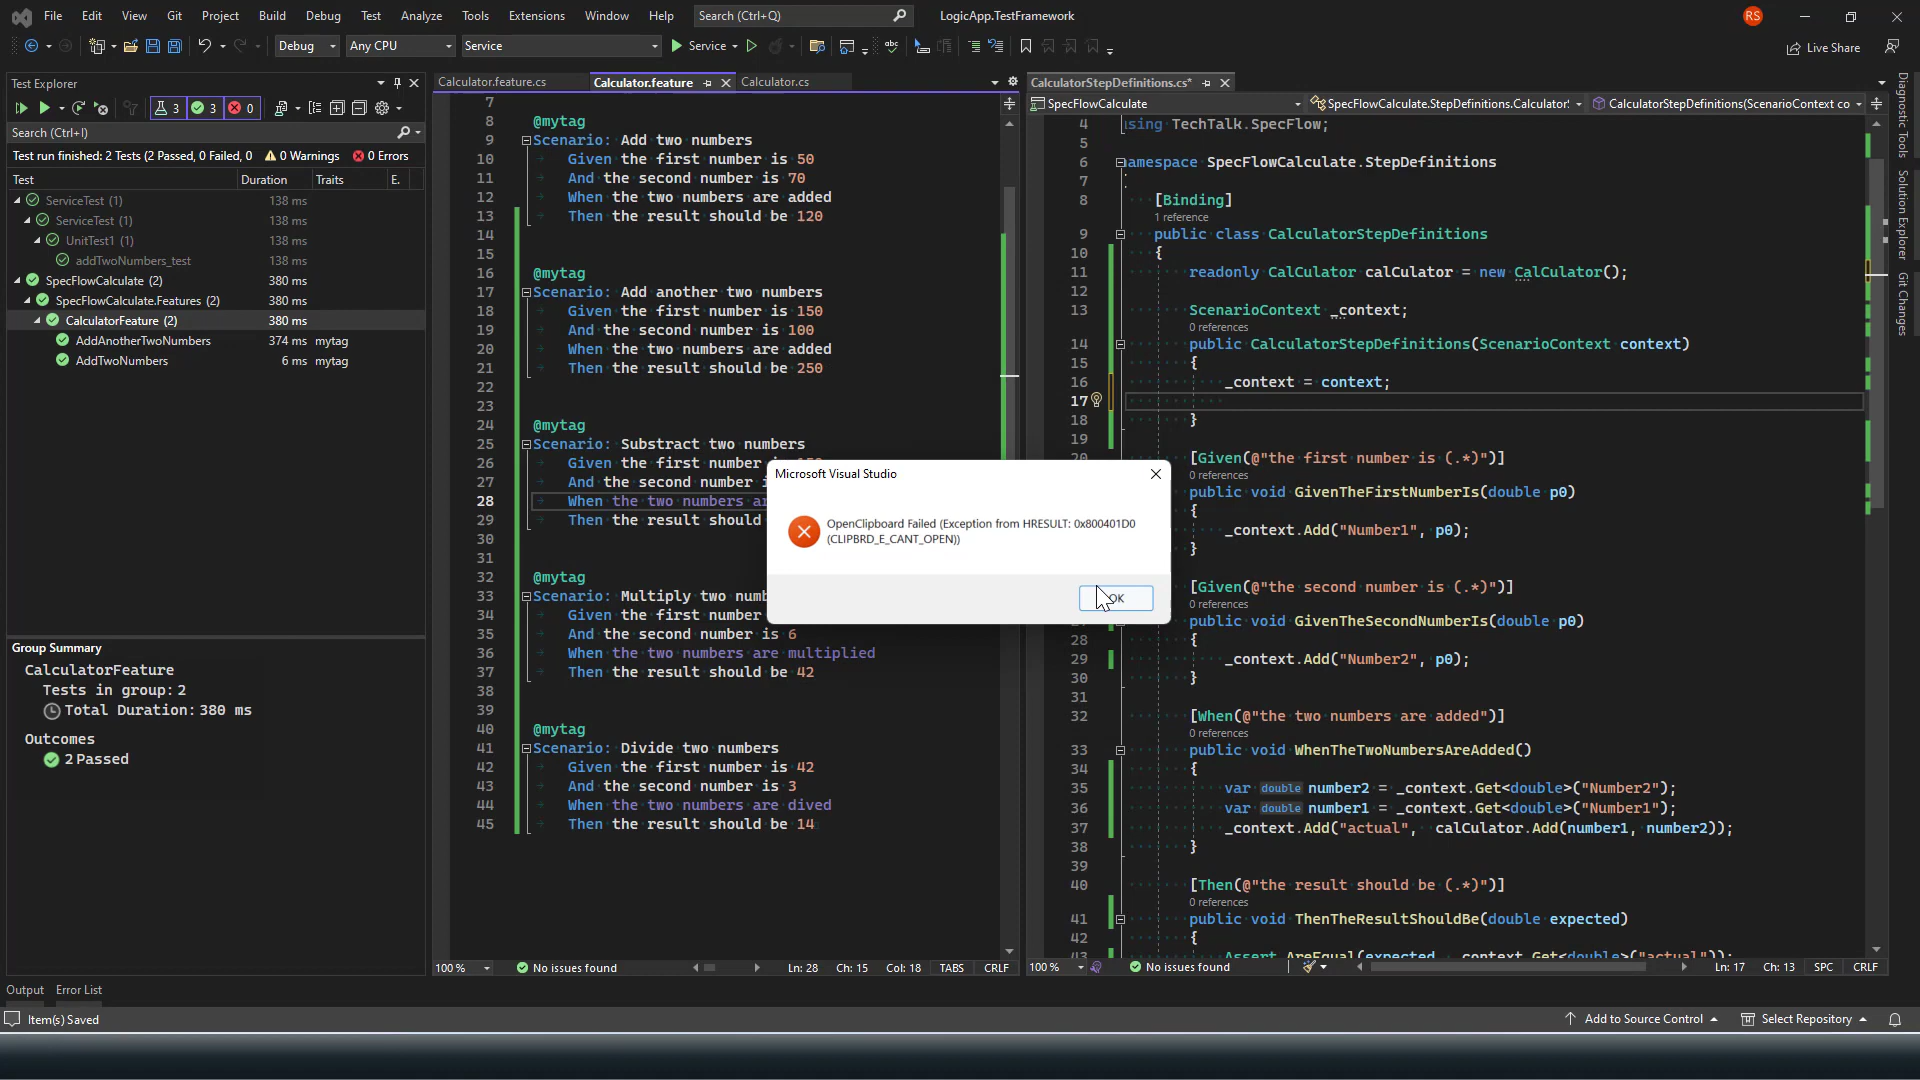 File Edit View Git Project Build Debug Test Analyze Tools Extensions Window Help Search (Ctrl+Q) LogicApp.TestFramework RS
Debug Any CPU Service Service Live Share
Test Explorer
3 3 0
Search (Ctrl+I)
Test run finished: 2 Tests (2 Passed, 0 Failed, 0 0 Warnings 0 Errors
Test Duration Traits E.
ServiceTest (1) 138 ms
ServiceTest (1) 138 ms
UnitTest1 (1) 138 ms
addTwoNumbers_test 138 ms
SpecFlowCalculate (2) 380 ms
SpecFlowCalculate.Features (2) 380 ms
CalculatorFeature (2) 380 ms
AddAnotherTwoNumbers 374 ms mytag
AddTwoNumbers 6 ms mytag
Group Summary
CalculatorFeature
Tests in group: 2
Total Duration: 380 ms
Outcomes
2 Passed
Calculator.feature.cs Calculator.feature Calculator.cs
7
8 @mytag
9 Scenario: Add two numbers
10 Given the first number is 50
11 And the second number is 70
12 When the two numbers are added
13 Then the result should be 120
14
15
16 @mytag
17 Scenario: Add another two numbers
18 Given the first number is 150
19 And the second number is 100
20 When the two numbers are added
21 Then the result should be 250
22
23
24 @mytag
25 Scenario: Substract two numbers
26 Given the first number
27 And the second number
28 When the two numbers
29 Then the result should
30
31
32 @mytag
33 Scenario: Multiply two
34 Given the first number
35 And the second number is 6
36 When the two numbers are multiplied
37 Then the result should be 42
38
39
40 @mytag
41 Scenario: Divide two numbers
42 Given the first number is 42
43 And the second number is 3
44 When the two numbers are dived
45 Then the result should be 14
100 % No issues found Ln: 28 Ch: 15 Col: 18 TABS CRLF
Microsoft Visual Studio
OpenClipboard Failed (Exception from HRESULT: 0x800401D0
(CLIPBRD_E_CANT_OPEN))
OK
CalculatorStepDefinitions.cs*
SpecFlowCalculate SpecFlowCalculate.StepDefinitions.Calculator CalculatorStepDefinitions(ScenarioContext co
4 using TechTalk.SpecFlow;
5
6 namespace SpecFlowCalculate.StepDefinitions
7
8 [Binding]
1 reference
9 public class CalculatorStepDefinitions
10 {
11 readonly CalCulator calCulator = new CalCulator();
12
13 ScenarioContext _context;
0 references
14 public CalculatorStepDefinitions(ScenarioContext context)
15 {
16 _context = context;
17
18 }
19
[Given(@"the first number is (.*)")]
0 references
public void GivenTheFirstNumberIs(double p0)
{
_context.Add("Number1", p0);
}
[Given(@"the second number is (.*)")]
0 references
public void GivenTheSecondNumberIs(double p0)
28 {
29 _context.Add("Number2", p0);
30 }
31
32 [When(@"the two numbers are added")]
0 references
33 public void WhenTheTwoNumbersAreAdded()
34 {
35 var double number2 = _context.Get<double>("Number2");
36 var double number1 = _context.Get<double>("Number1");
37 _context.Add("actual", calCulator.Add(number1, number2));
38 }
39
40 [Then(@"the result should be (.*)")]
0 references
41 public void ThenTheResultShouldBe(double expected)
42 {
43 Assert.AreEqual(expected, _context.Get<double>("actual"));
100 % No issues found Ln: 17 Ch: 13 SPC CRLF
Diagnostic Tools
Solution Explorer
Git Changes
Output Error List
Item(s) Saved Add to Source Control Select Repository